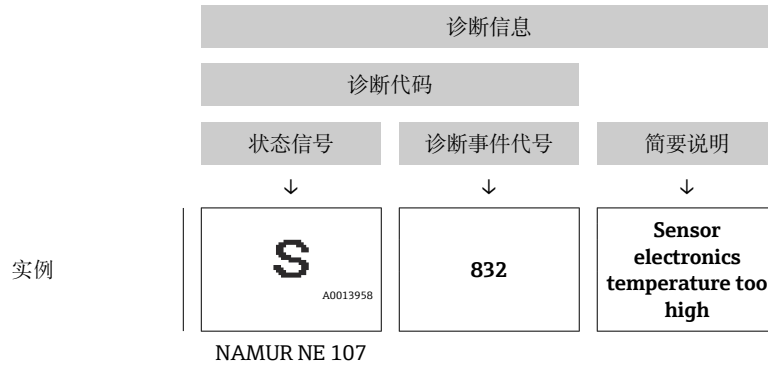 诊断信息
诊断代码
状态信号 诊断事件代号 简要说明
↓ ↓ ↓
实例
S
A0013958
832
Sensor
electronics
temperature too
high
NAMUR NE 107